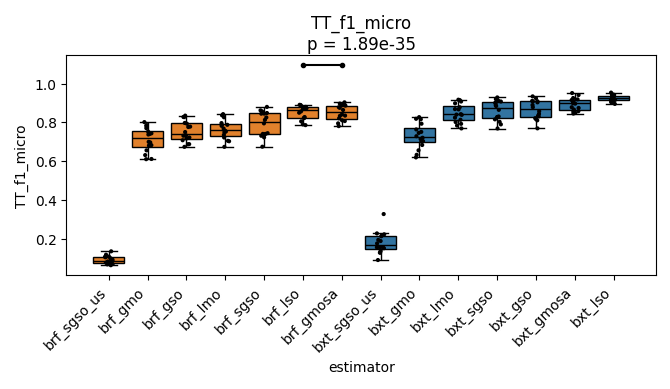 TT_f1_micro
p = 1.89e-35
TT_f1_micro
1.0
0.8
0.6
0.4
0.2
brf_sgso_us
brf_gmo
brf_gso
brf_lmo
brf_sgso
brf_lso
brf_gmosa
bxt_sgso_us
bxt_gmo
bxt_lmo
bxt_sgso
bxt_gso
bxt_gmosa
bxt_lso
estimator